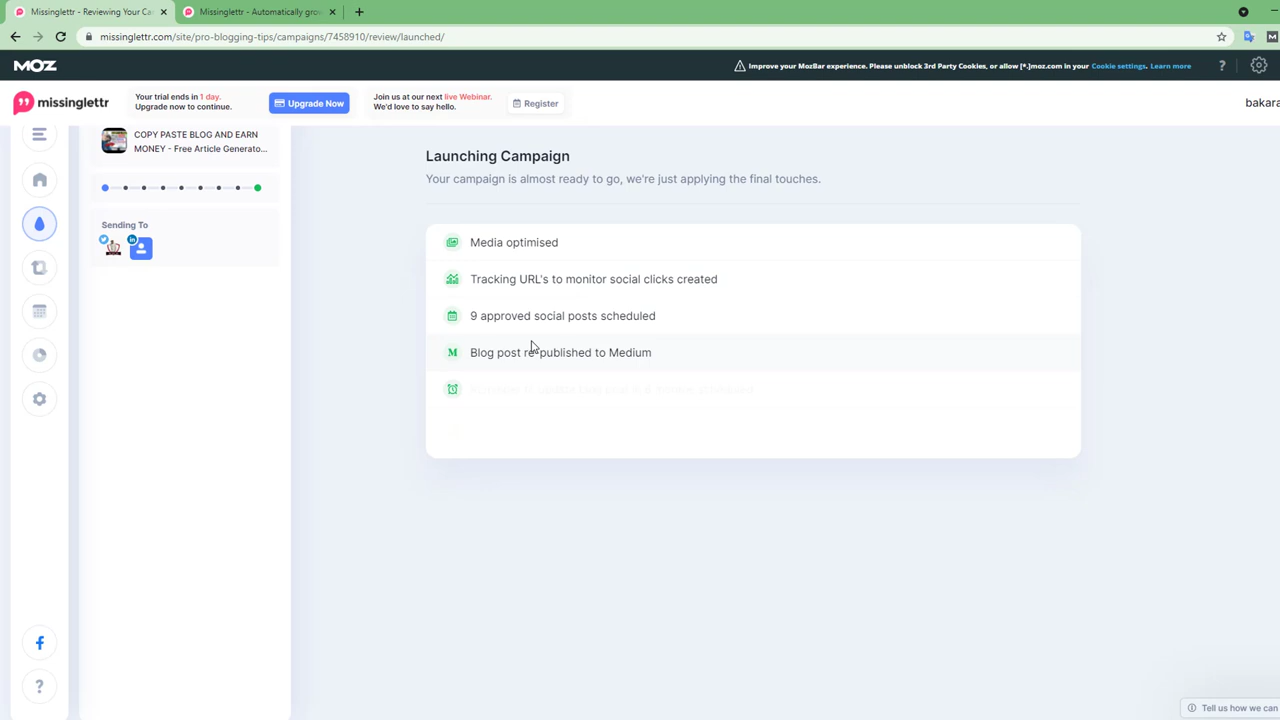 Missinglettr - Reviewing Your Ca
Missinglettr - Automatically grow
missinglettr.com/site/pro-blogging-tips/campaigns/7458910/review/launched/
M
MOZ
Improve your MozBar experience. Please unblock 3rd Party Cookies, or allow [*.]moz.com in your Cookie settings. Learn more
?
missinglettr
Your trial ends in 1 day.
Upgrade now to continue.
Upgrade Now
Join us at our next live Webinar.
We'd love to say hello.
Register
bakara
COPY PASTE BLOG AND EARN
MONEY - Free Article Generato...
Sending To
in
Launching Campaign
Your campaign is almost ready to go, we're just applying the final touches.
Media optimised
Tracking URL's to monitor social clicks created
9 approved social posts scheduled
M
Blog post re-published to Medium
f
?
Tell us how we can